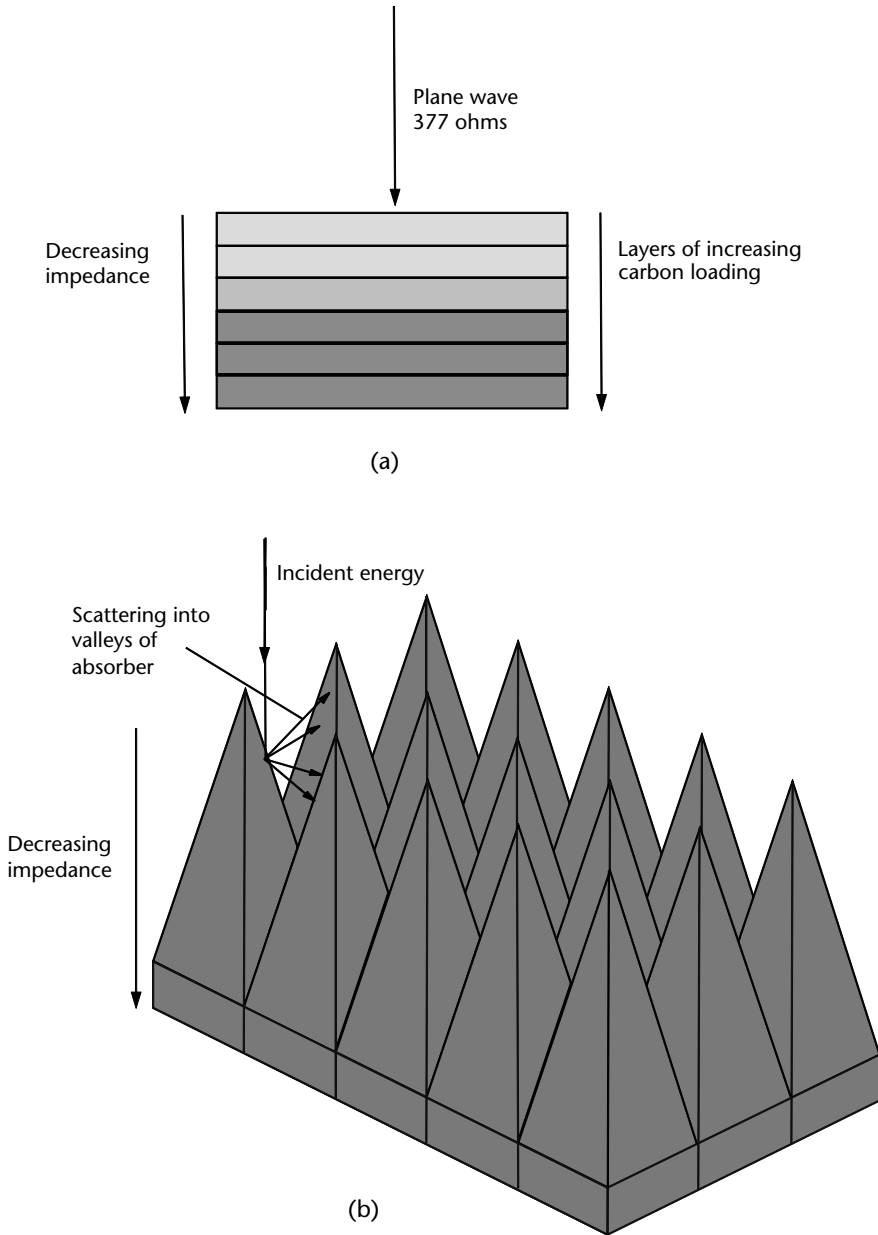 Plane wave
377 ohms
Decreasing
impedance
Layers of increasing
carbon loading
(a)
Incident energy
Scattering into
valleys of
absorber
Decreasing
impedance
(b)